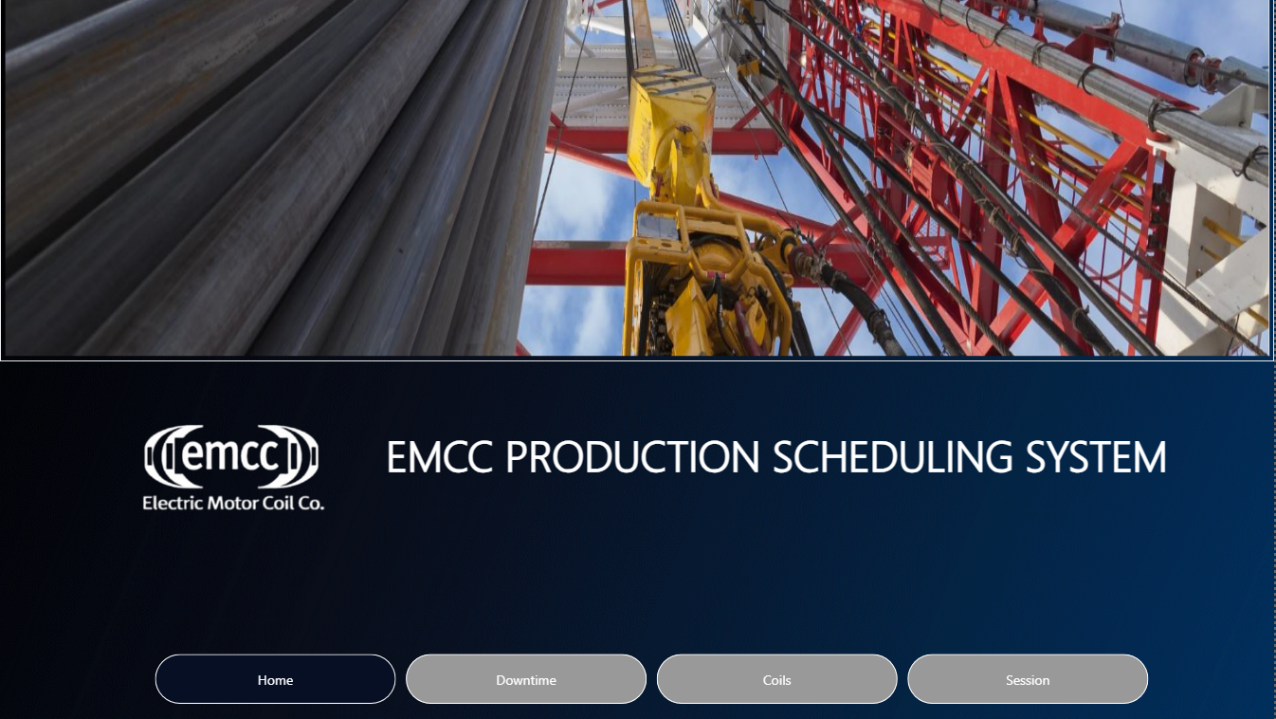 emcc
Electric Motor Coil Co.
EMCC PRODUCTION SCHEDULING SYSTEM
Home
Downtime
Coils
Session